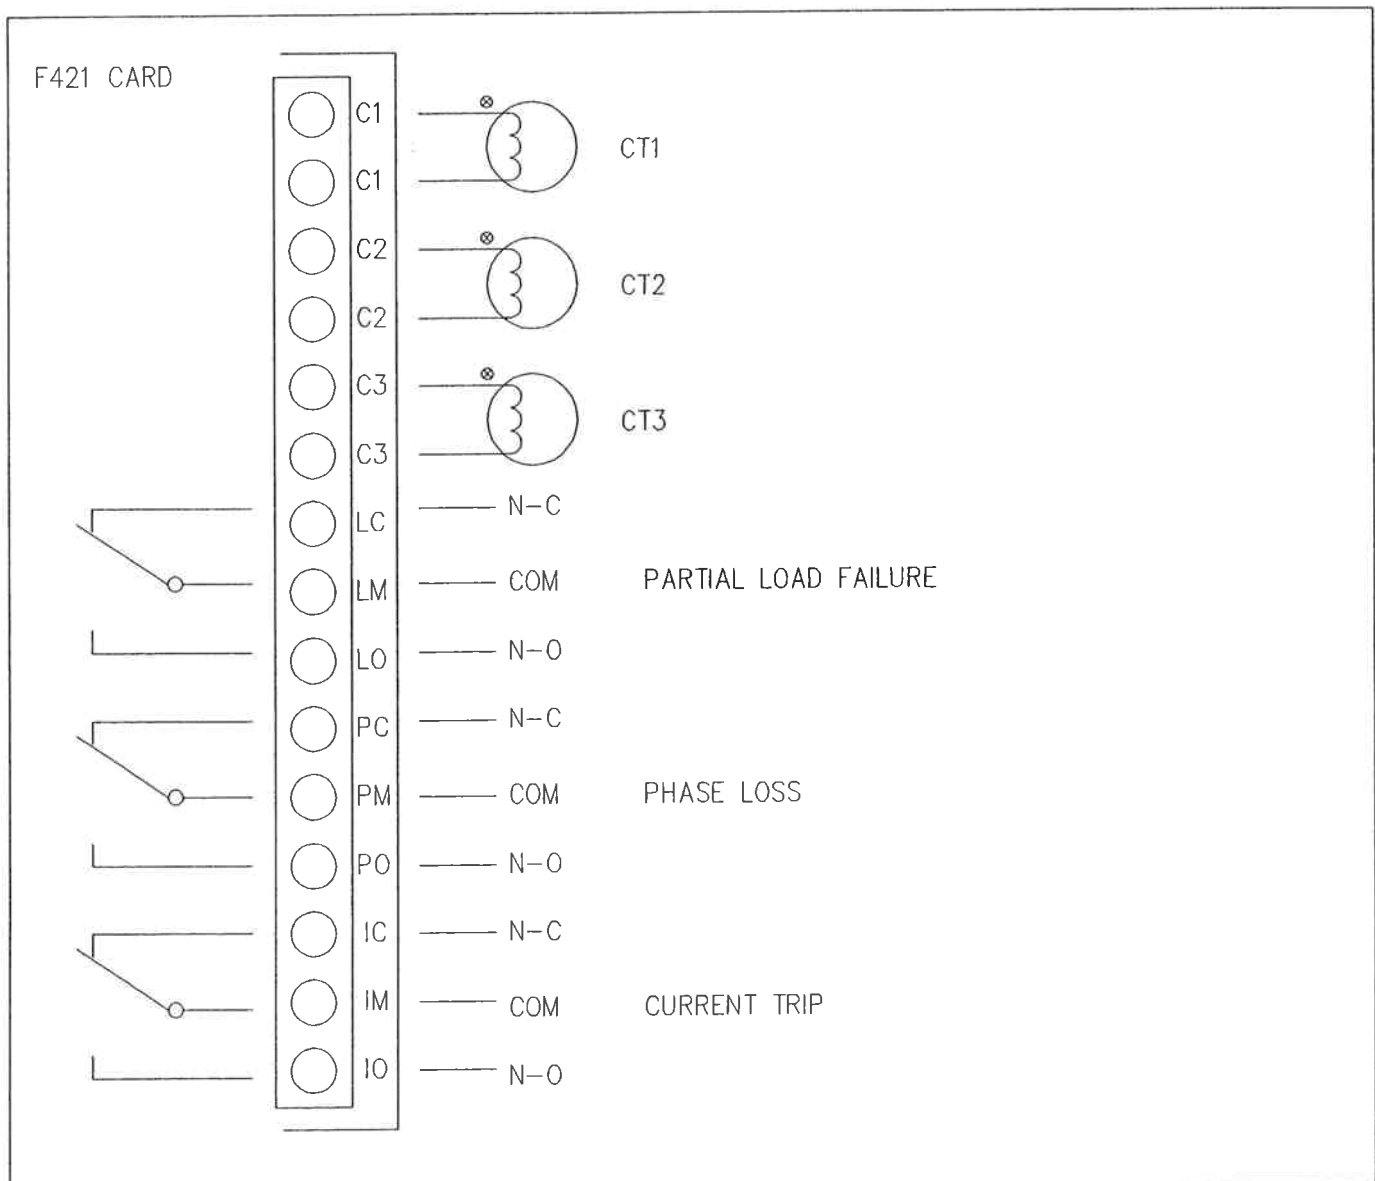 F421 CARD
C1
C1
CT1
C2
C2
CT2
C3
C3
CT3
LC N-C
LM COM PARTIAL LOAD FAILURE
LO N-O
PC N-C
PM COM PHASE LOSS
PO N-O
IC N-C
IM COM CURRENT TRIP
IO N-O